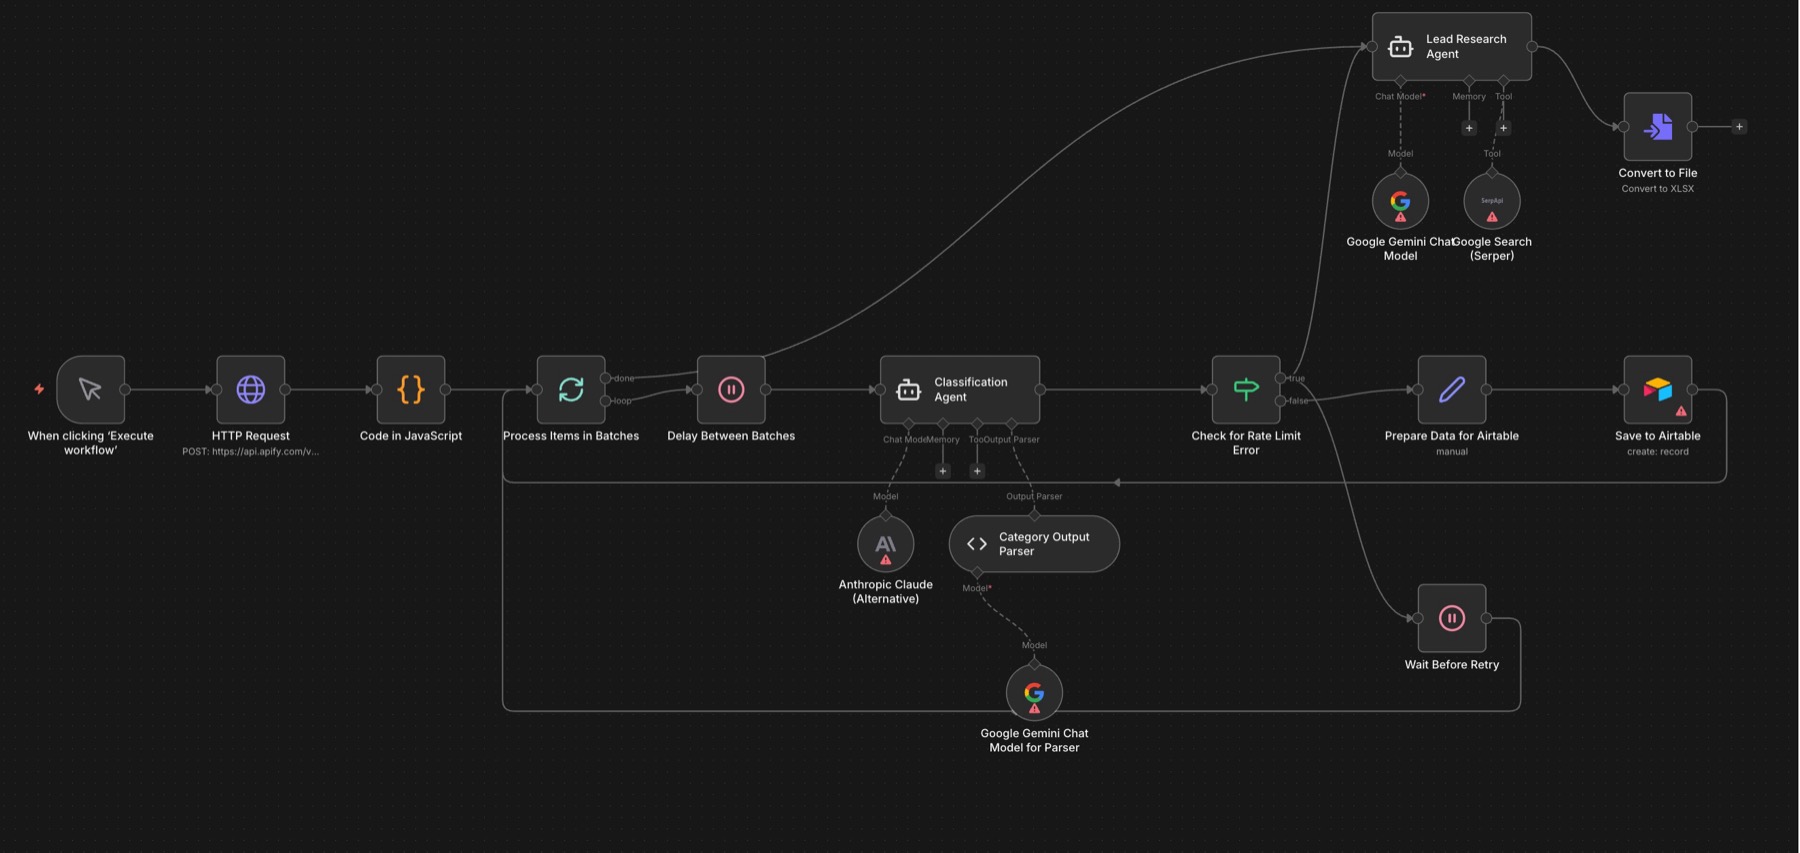 Lead Research
Agent
Chat Model*
Memory
Tool
Model
Tool
SerpApi
Google Gemini Chat
Model
Google Search
(Serper)
Convert to File
Convert to XLSX
When clicking ‘Execute
workflow’
HTTP Request
POST: https://api.apify.com/v...
{}
Code in JavaScript
done
loop
Process Items in Batches
Delay Between Batches
Classification
Agent
Chat Mode
Memory
Too
Output Parser
true
false
Check for Rate Limit
Error
Prepare Data for Airtable
manual
Save to Airtable
create: record
Model
Output Parser
A\
Anthropic Claude
(Alternative)
Category Output
Parser
Model*
Model
Google Gemini Chat
Model for Parser
Wait Before Retry